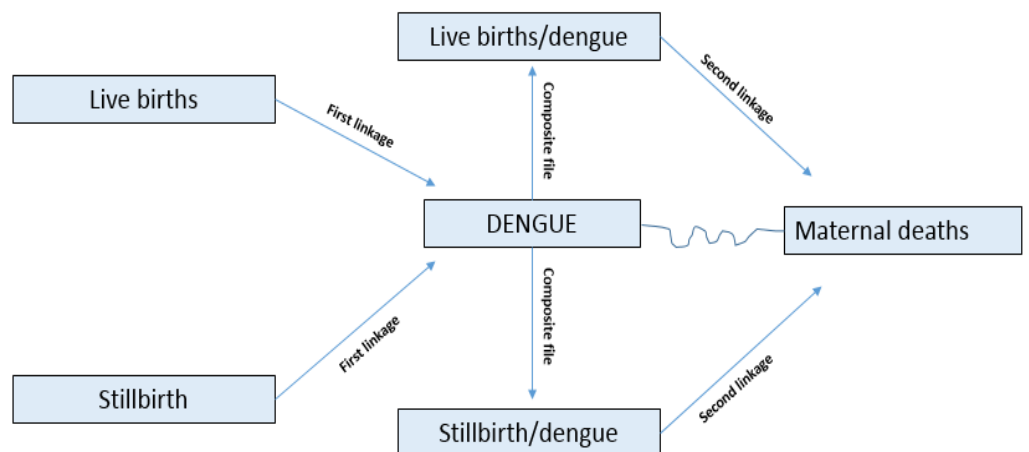 Live births/dengue
Live births
First linkage
Composite file
Second linkage
DENGUE
Maternal deaths
First linkage
Composite file
Second linkage
Stillbirth
Stillbirth/dengue